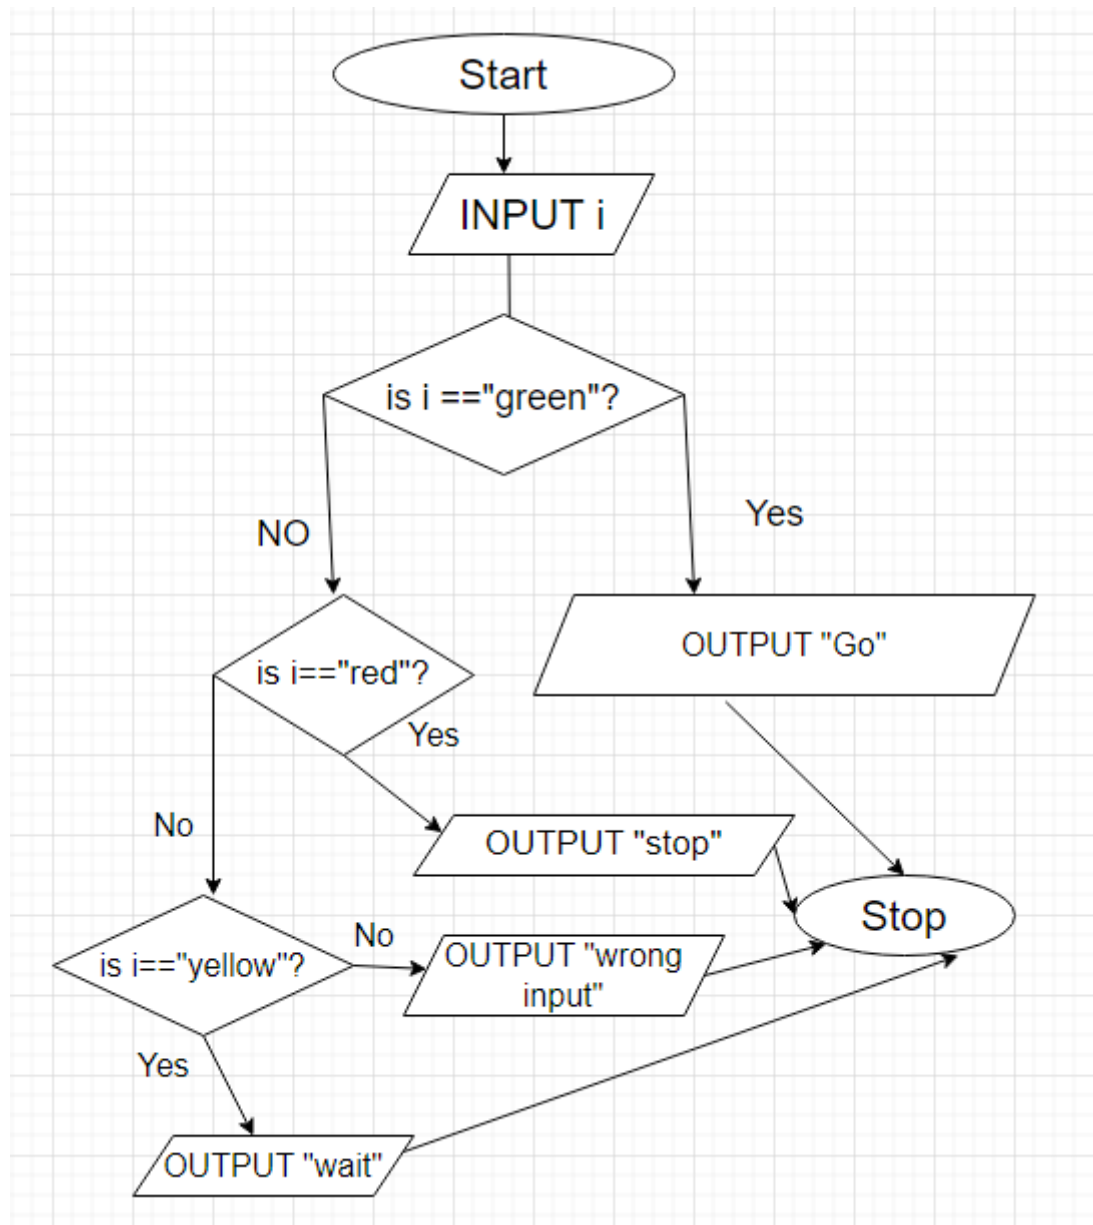 Start
INPUT i
is i =="green"?
NO
Yes
is i=="red"?
OUTPUT "Go"
Yes
No
OUTPUT "stop"
Stop
is i=="yellow"?
No
OUTPUT "wrong
input"
Yes
OUTPUT "wait"